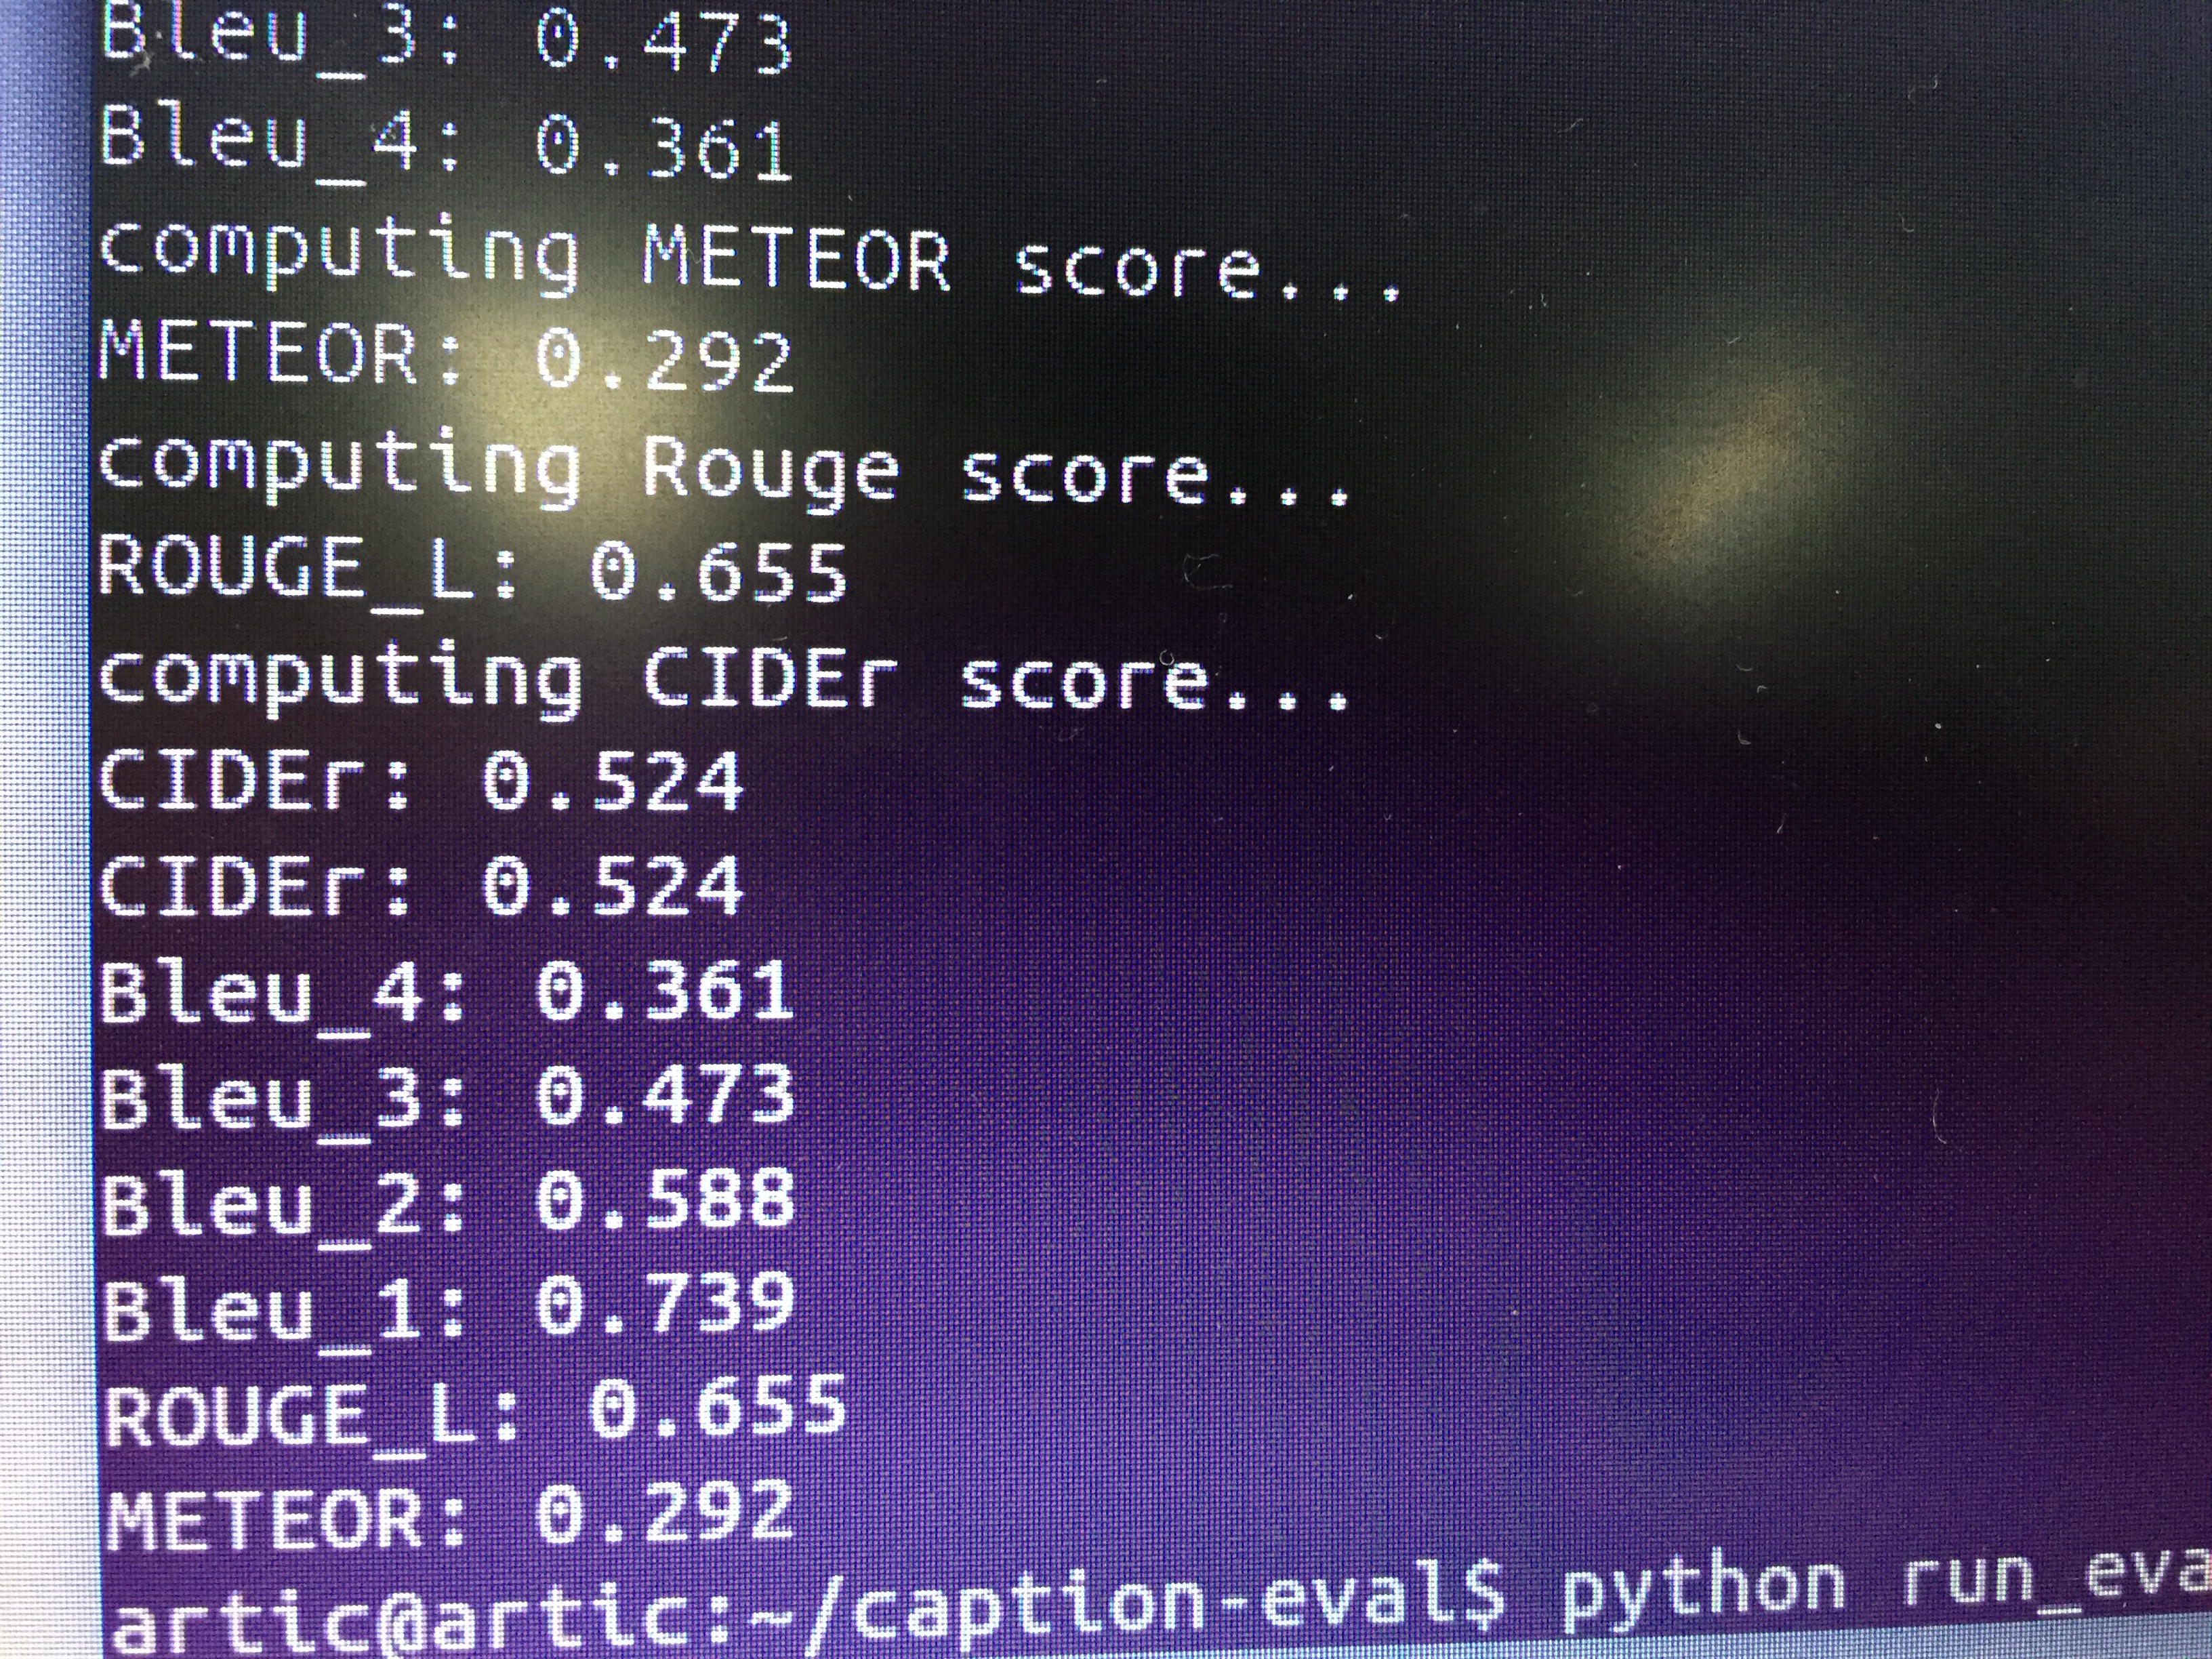 Bleu_3: 0.473
Bleu_4: 0.361
computing METEOR score...
METEOR: 0.292
computing Rouge score...
ROUGE_L: 0.655
computing CIDEr score...
CIDEr: 0.524
CIDEr: 0.524
Bleu_4: 0.361
Bleu_3: 0.473
Bleu_2: 0.588
Bleu_1: 0.739
ROUGE_L: 0.655
METEOR: 0.292
artic@artic:~/caption-eval$ python run_eva